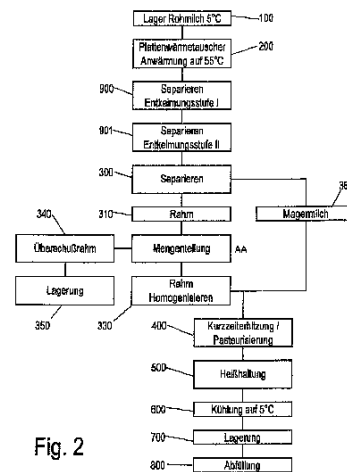 Lager Rohmilch 5°C
100
Plattenwärmetauscher
Anwärmung auf 55°C
200
900
Separieren
Entkeimungsstufe I
901
Separieren
Entkeimungsstufe II
300
Separieren
310
Rahm
Magermilch
340
Überschußrahm
Mengenteilung
AA
Lagerung
350
Rahm
Homogenisieren
330
400
Kurzzeiterhitzung /
Pasteurisierung
500
Heißhaltung
600
Kühlung auf 5°C
700
Lagerung
800
Abfüllung
Fig. 2